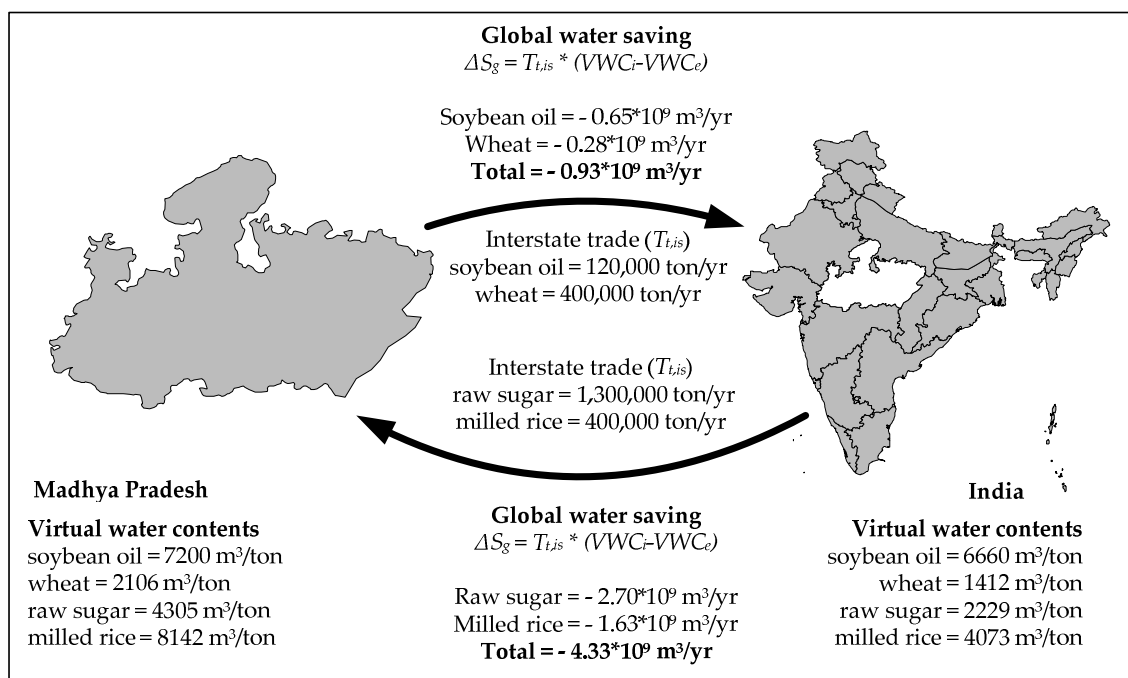 Global water saving
ΔSg = Tt,is * (VWCi-VWCe)
Soybean oil = - 0.65*10⁹ m³/yr
Wheat = - 0.28*10⁹ m³/yr
Total = - 0.93*10⁹ m³/yr
Interstate trade (Tt,is)
soybean oil = 120,000 ton/yr
wheat = 400,000 ton/yr
Interstate trade (Tt,is)
raw sugar = 1,300,000 ton/yr
milled rice = 400,000 ton/yr
Madhya Pradesh
Virtual water contents
soybean oil = 7200 m³/ton
wheat = 2106 m³/ton
raw sugar = 4305 m³/ton
milled rice = 8142 m³/ton
Global water saving
ΔSg = Tt,is * (VWCi-VWCe)
Raw sugar = - 2.70*10⁹ m³/yr
Milled rice = - 1.63*10⁹ m³/yr
Total = - 4.33*10⁹ m³/yr
India
Virtual water contents
soybean oil = 6660 m³/ton
wheat = 1412 m³/ton
raw sugar = 2229 m³/ton
milled rice = 4073 m³/ton